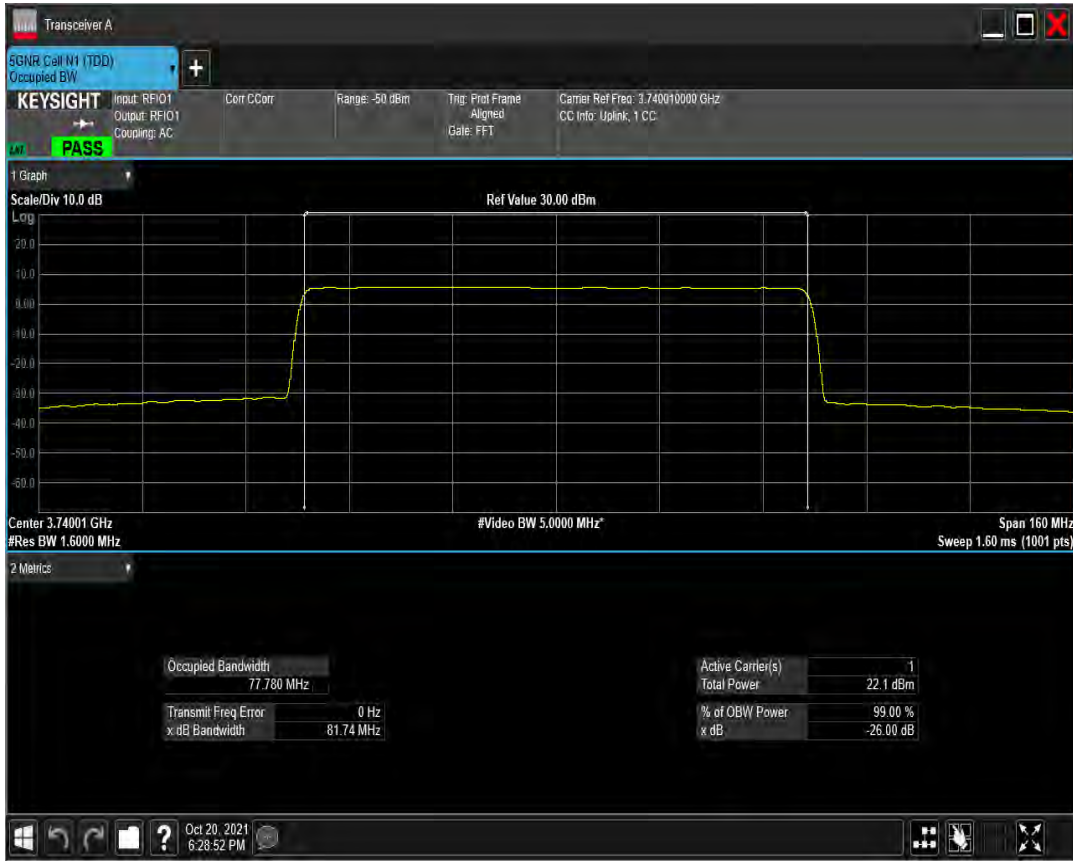 Transceiver A
5GNR Cell N1 (TDD)
Occupied BW
+
KEYSIGHT
Input: RFIO1
Output: RFIO1
Coupling: AC
Corr CCorr
Range: -50 dBm
Trig: Prot Frame
Aligned
Gate: FFT
Carrier Ref Freq: 3.740010000 GHz
CC Info: Uplink, 1 CC
PASS
1 Graph
Scale/Div 10.0 dB
Ref Value 30.00 dBm
Log
20.0
10.0
0.00
-10.0
-20.0
-30.0
-40.0
-50.0
-60.0
Center 3.74001 GHz
#Video BW 5.0000 MHz*
Span 160 MHz
#Res BW 1.6000 MHz
Sweep 1.60 ms (1001 pts)
2 Metrics
Occupied Bandwidth
77.780 MHz
Transmit Freq Error 0 Hz
x dB Bandwidth 81.74 MHz
Active Carrier(s) 1
Total Power 22.1 dBm
% of OBW Power 99.00 %
x dB -26.00 dB
?
Oct 20, 2021
6:28:52 PM